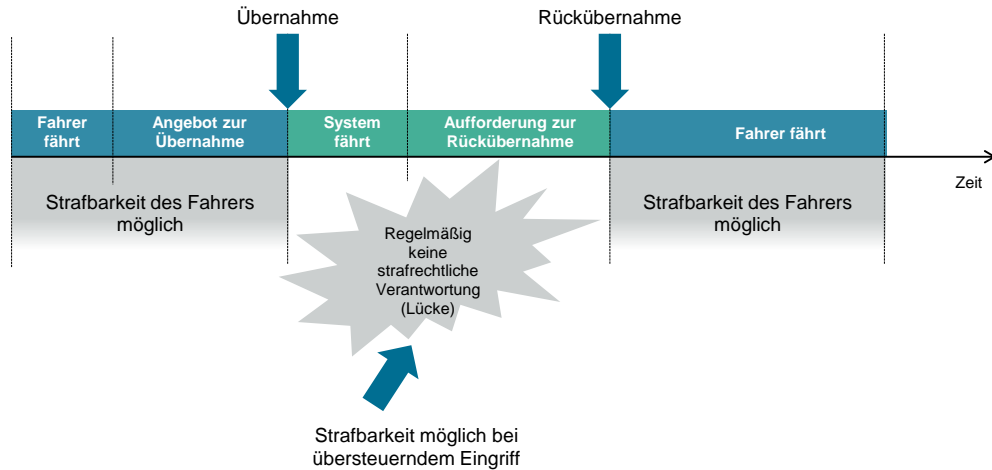 Übernahme
Rückübernahme
Fahrer
fährt
Angebot zur
Übernahme
System
fährt
Aufforderung zur
Rückübernahme
Fahrer fährt
Zeit
Strafbarkeit des Fahrers
möglich
Regelmäßig
keine
strafrechtliche
Verantwortung
(Lücke)
Strafbarkeit des Fahrers
möglich
Strafbarkeit möglich bei
übersteuerndem Eingriff